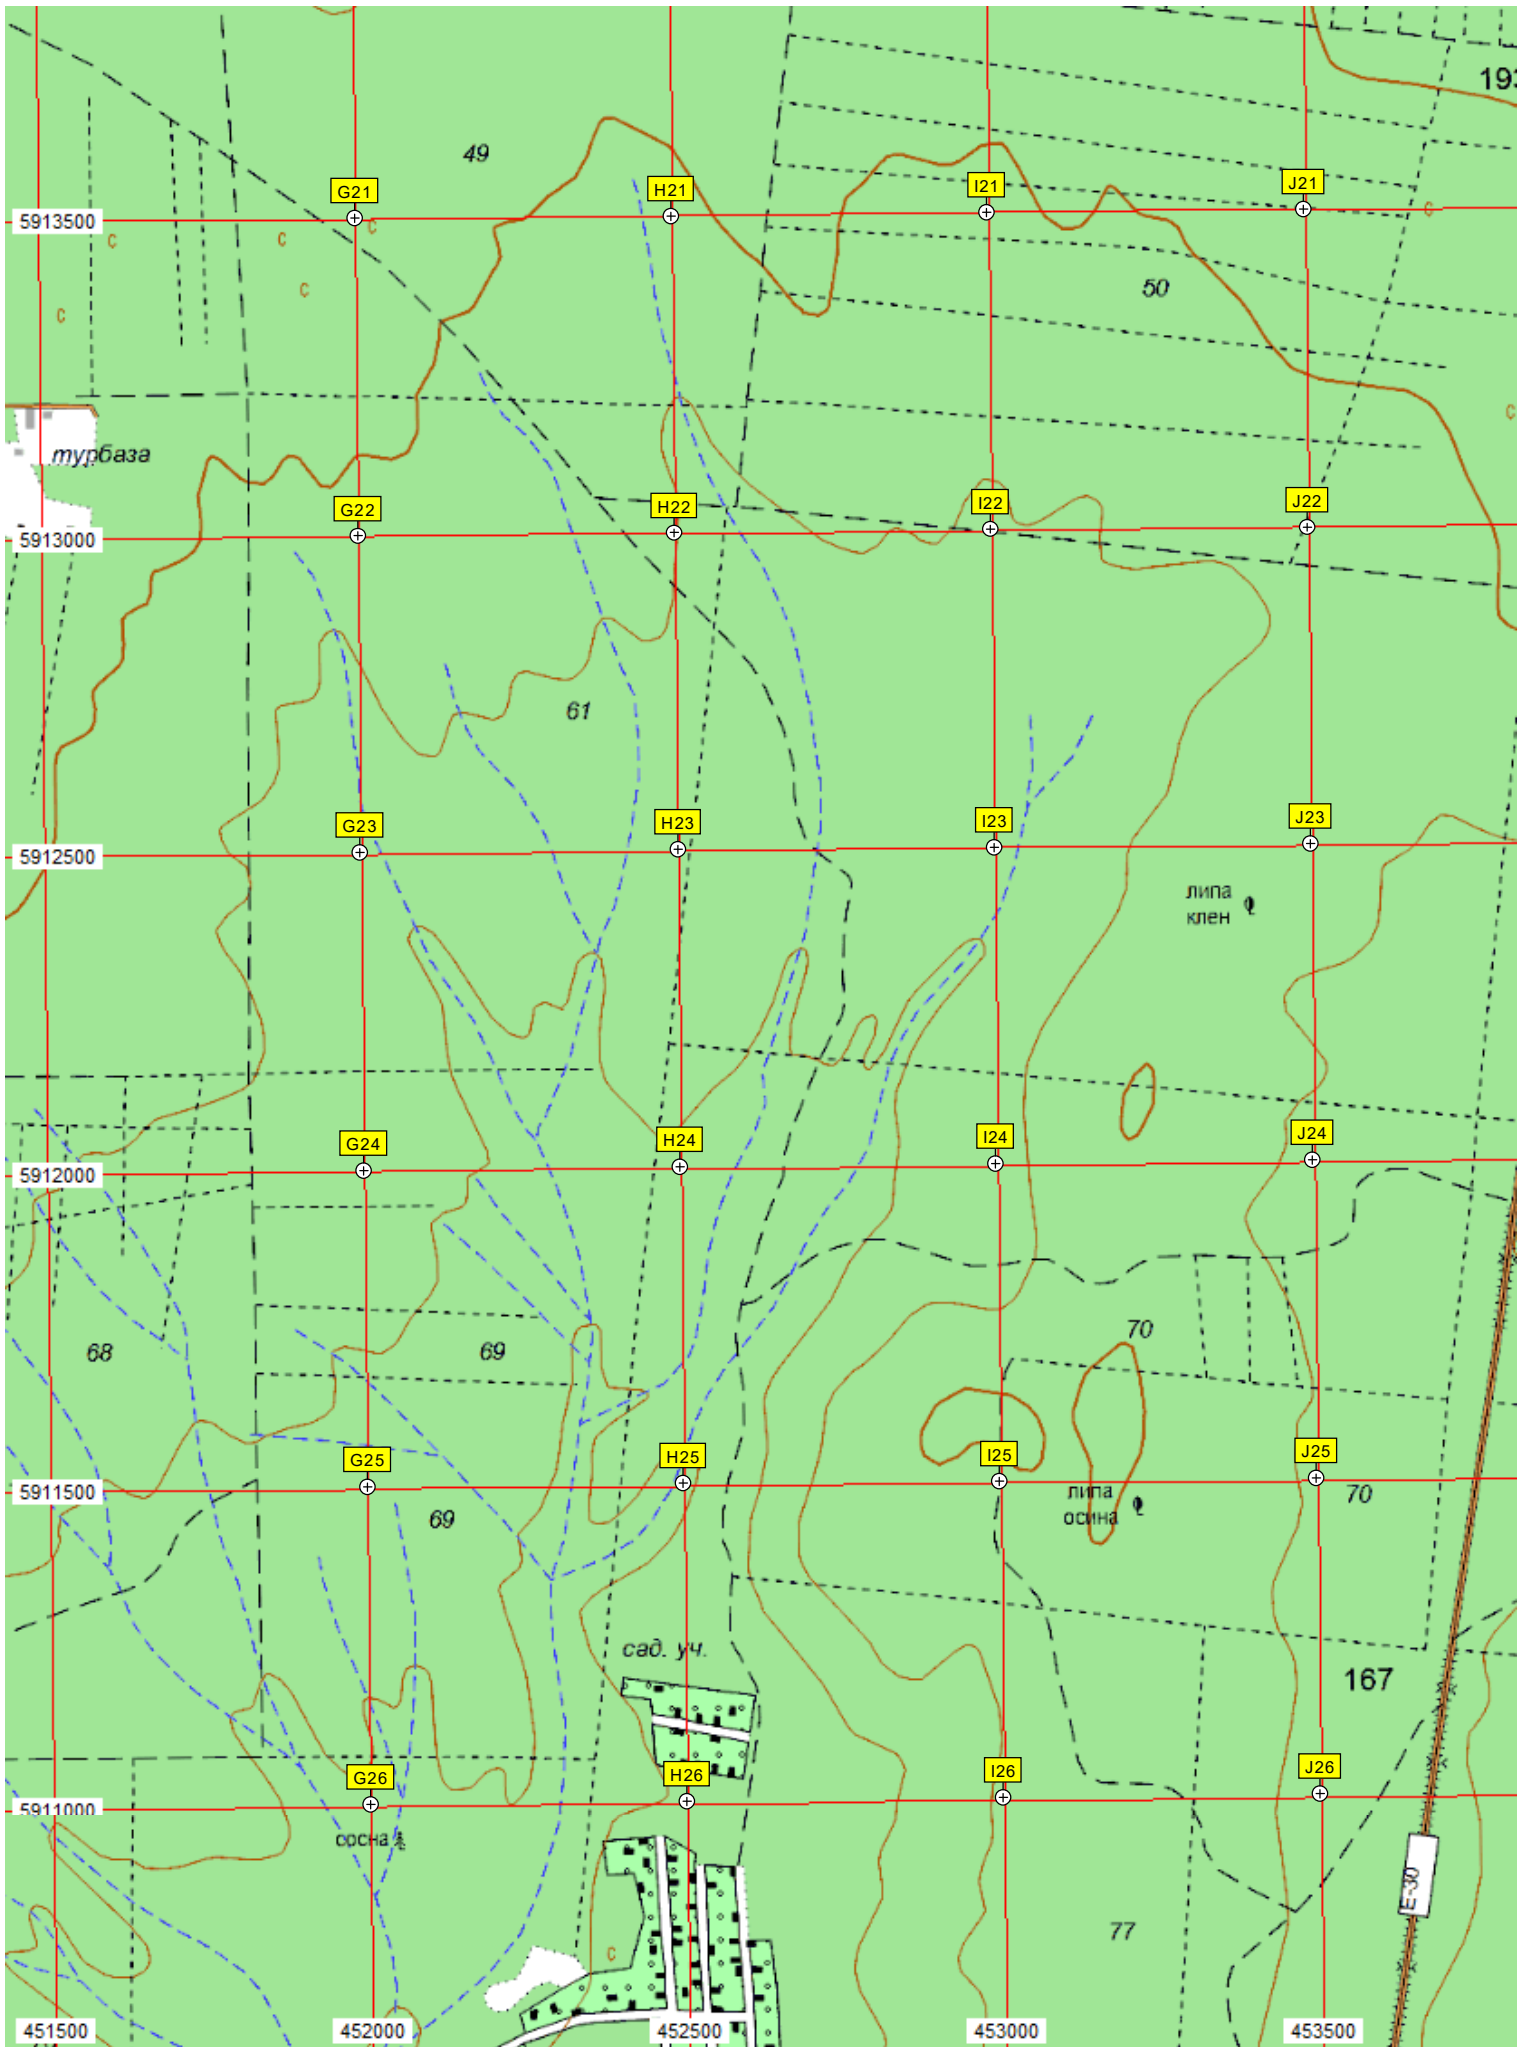 193
49
G21
H21
I21
J21
5913500
с
с
с
с
с
с
с
50
турбаза
G22
H22
I22
J22
5913000
61
G23
H23
I23
J23
5912500
липа
клен
G24
H24
I24
J24
5912000
68
69
70
G25
H25
I25
J25
5911500
69
липа
осина
70
сад. уч.
167
G26
H26
I26
J26
5911000
сосна
E-30
77
с
451500
452000
452500
453000
453500